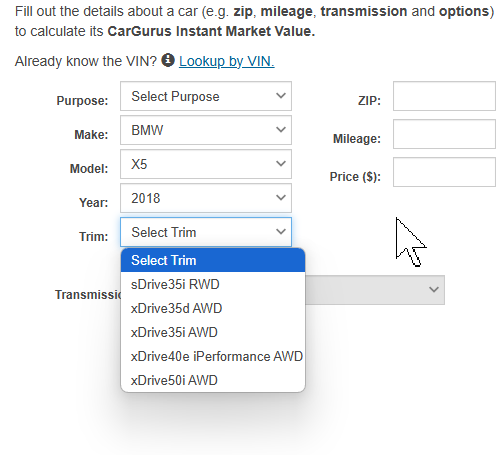 Fill out the details about a car (e.g. zip, mileage, transmission and options)
to calculate its CarGurus Instant Market Value.
Already know the VIN? Lookup by VIN.
Purpose: Select Purpose
ZIP:
Make: BMW
Mileage:
Model: X5
Price ($):
Year: 2018
Trim: Select Trim
Select Trim
sDrive35i RWD
Transmissi
xDrive35d AWD
xDrive35i AWD
xDrive40e iPerformance AWD
xDrive50i AWD